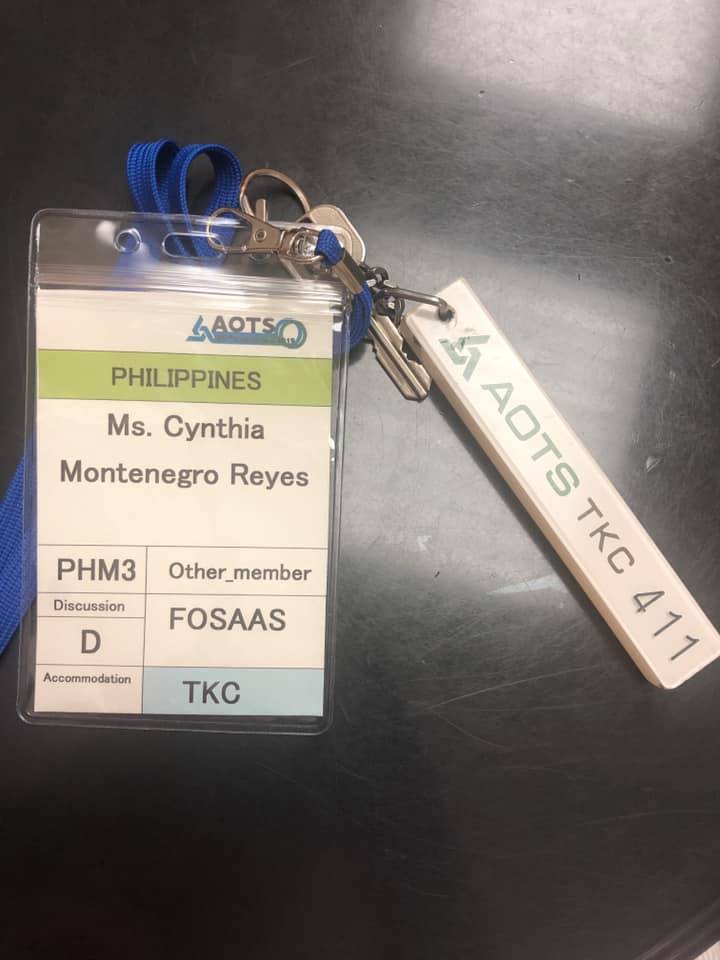 AOTS
PHILIPPINES
Ms. Cynthia
Montenegro Reyes
PHM3
Other_member
Discussion
D
FOSAAS
Accommodation
TKC
AOTS TKC 411